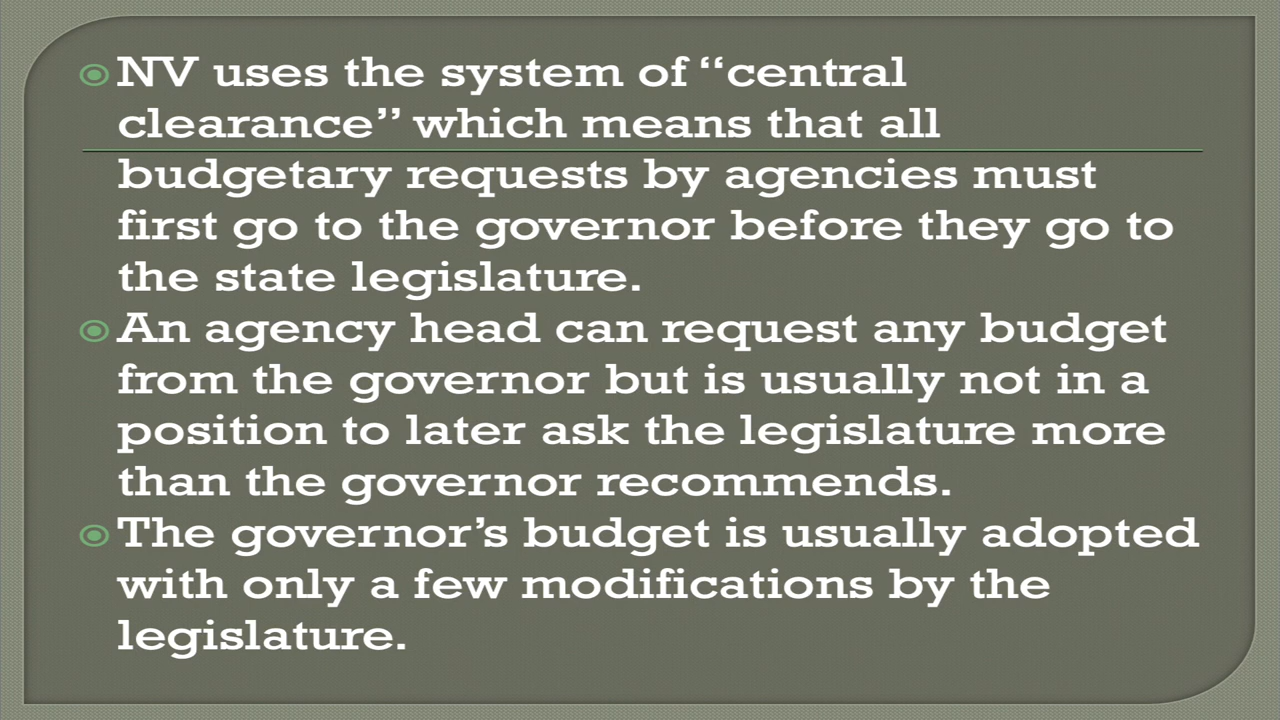 NV uses the system of “central
clearance” which means that all
budgetary requests by agencies must
first go to the governor before they go to
the state legislature.
An agency head can request any budget
from the governor but is usually not in a
position to later ask the legislature more
than the governor recommends.
The governor’s budget is usually adopted
with only a few modifications by the
legislature.